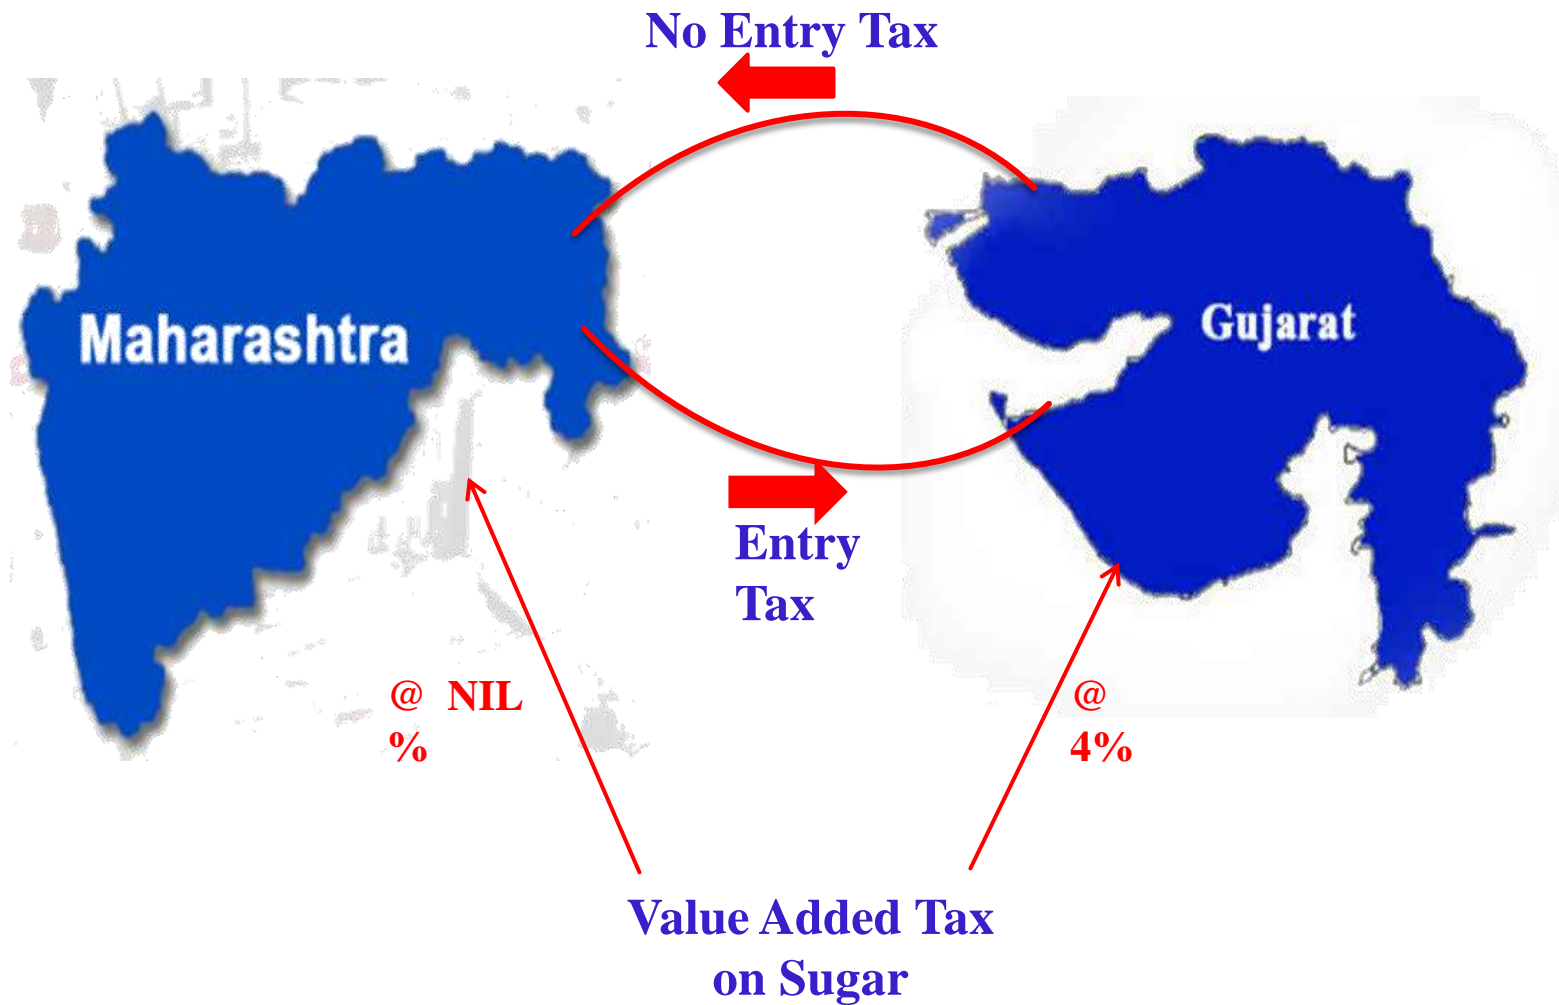 No Entry Tax
Maharashtra
Gujarat
Entry
Tax
@ NIL
%
@
4%
Value Added Tax
on Sugar